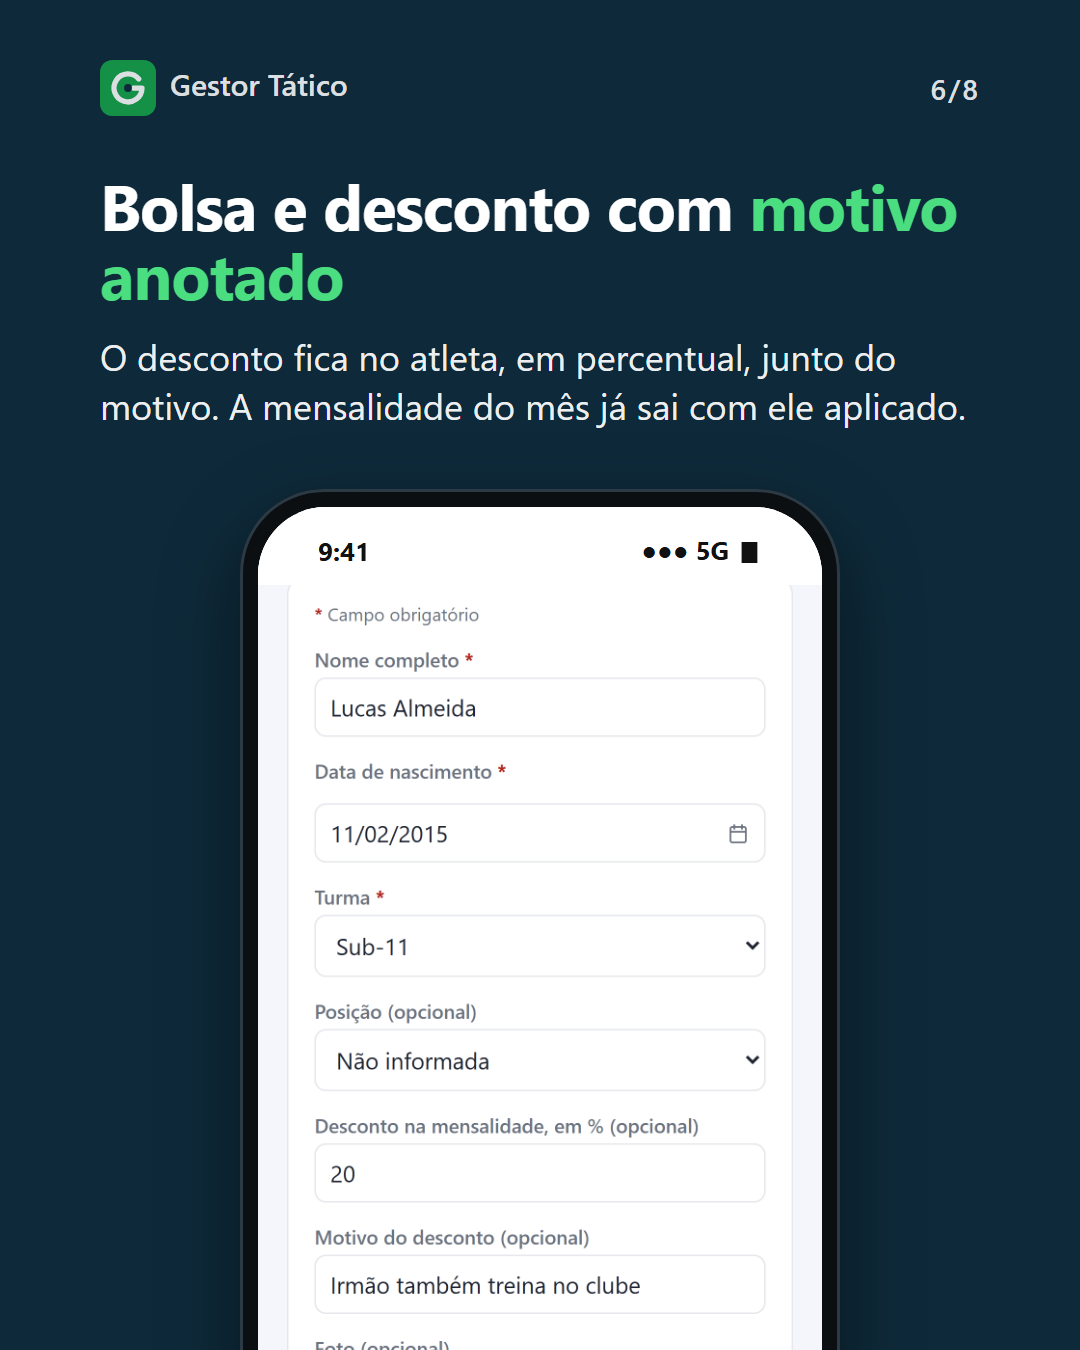 Gestor Tático
6/8
Bolsa e desconto com motivo
anotado
O desconto fica no atleta, em percentual, junto do
motivo. A mensalidade do mês já sai com ele aplicado.
9:41
5G
* Campo obrigatório
Nome completo *
Lucas Almeida
Data de nascimento *
11/02/2015
Turma *
Sub-11
Posição (opcional)
Não informada
Desconto na mensalidade, em % (opcional)
20
Motivo do desconto (opcional)
Irmão também treina no clube
Foto (opcional)